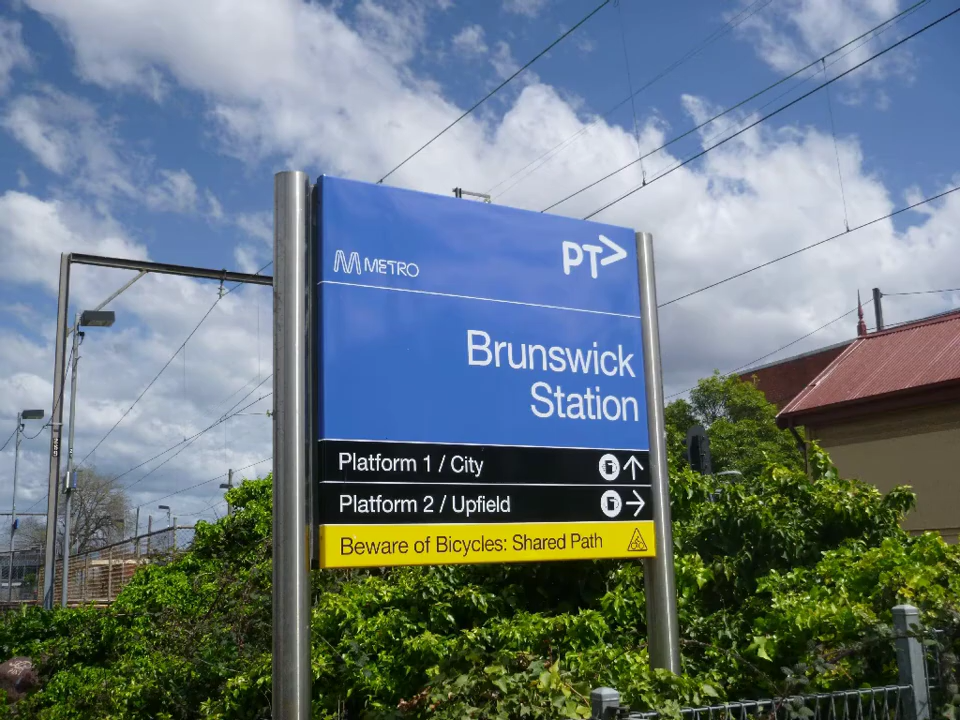 METRO
PT>
Brunswick
Station
Platform 1 / City
Platform 2 / Upfield
Beware of Bicycles: Shared Path